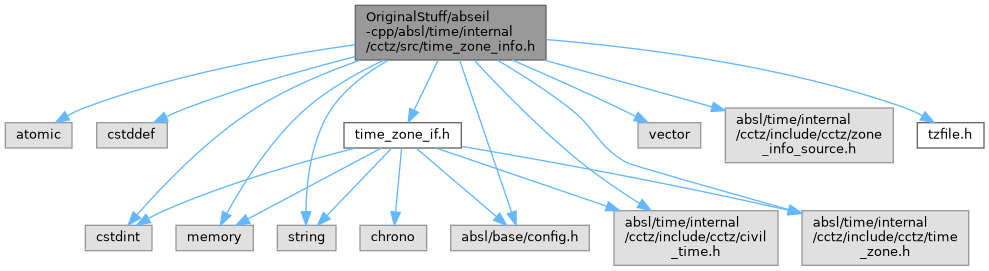 OriginalStuff/abseil
-cpp/absl/time/internal
/cctz/src/time_zone_info.h
atomic
cstddef
time_zone_if.h
vector
absl/time/internal
/cctz/include/cctz/zone
_info_source.h
tzfile.h
cstdint
memory
string
chrono
absl/base/config.h
absl/time/internal
/cctz/include/cctz/civil
_time.h
absl/time/internal
/cctz/include/cctz/time
_zone.h